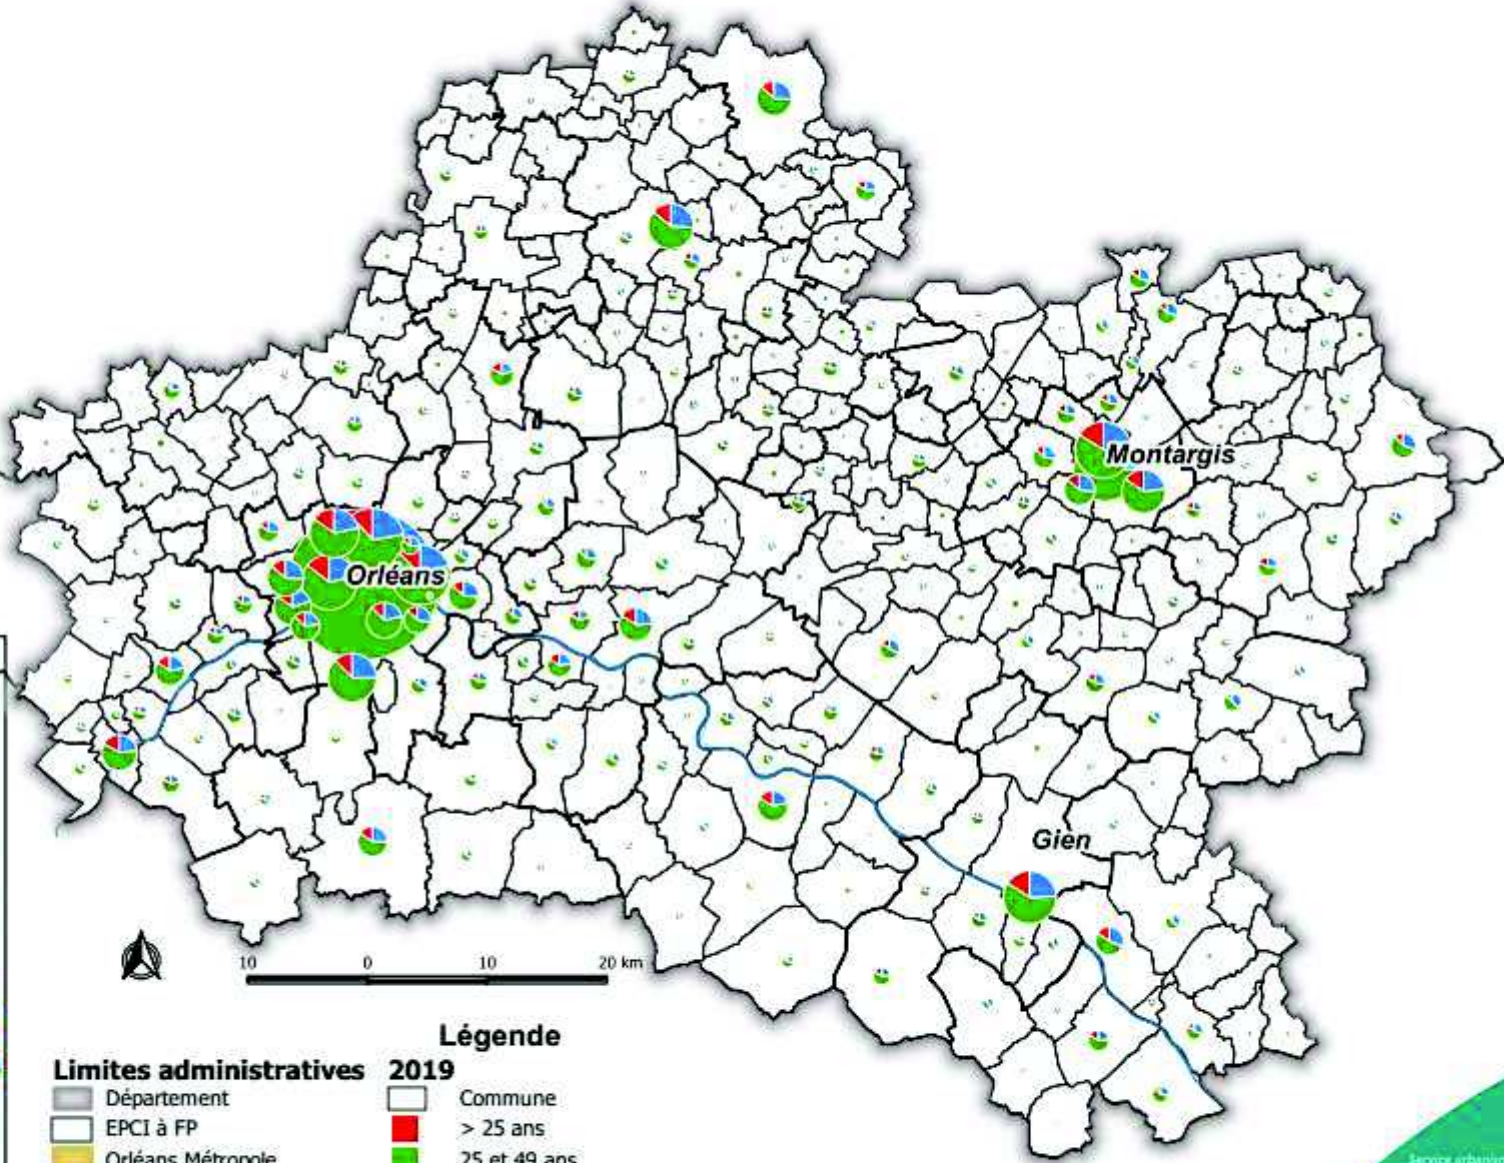 Montargis
Orléans
Gien
10 0 10 20 km
Légende
Limites administratives 2019
Département Commune
EPCI à FP > 25 ans
Orléans Métropole 25 et 49 ans